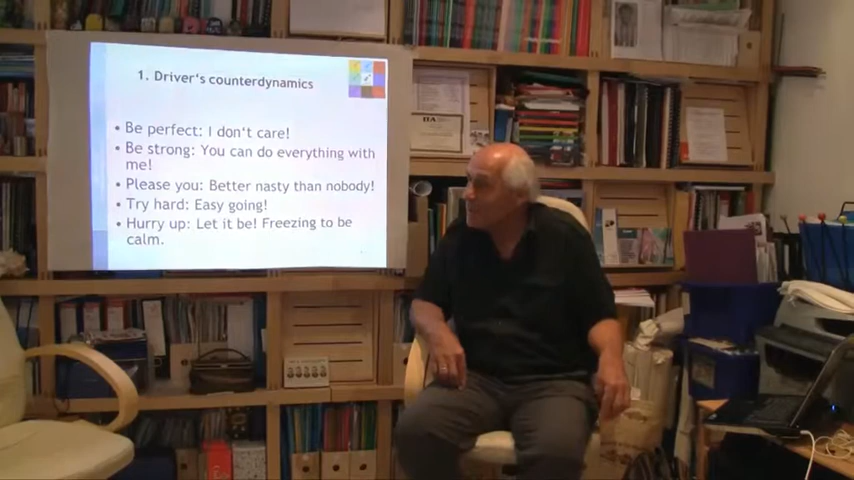 1. Driver's counterdynamics
• Be perfect: I don't care!
• Be strong: You can do everything with
me!
• Please you: Better nasty than nobody!
• Try hard: Easy going!
• Hurry up: Let it be! Freezing to be
calm.